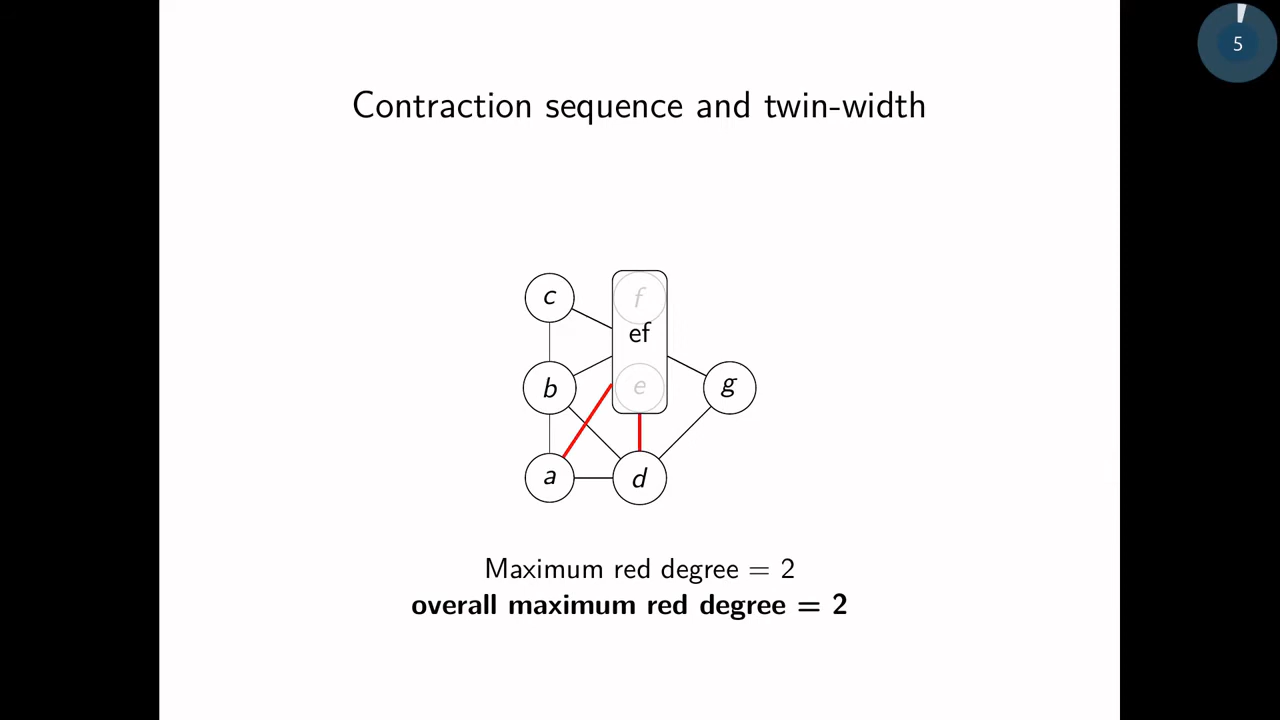 5
Contraction sequence and twin-width
c
f
ef
b
e
g
a
d
Maximum red degree = 2
overall maximum red degree = 2